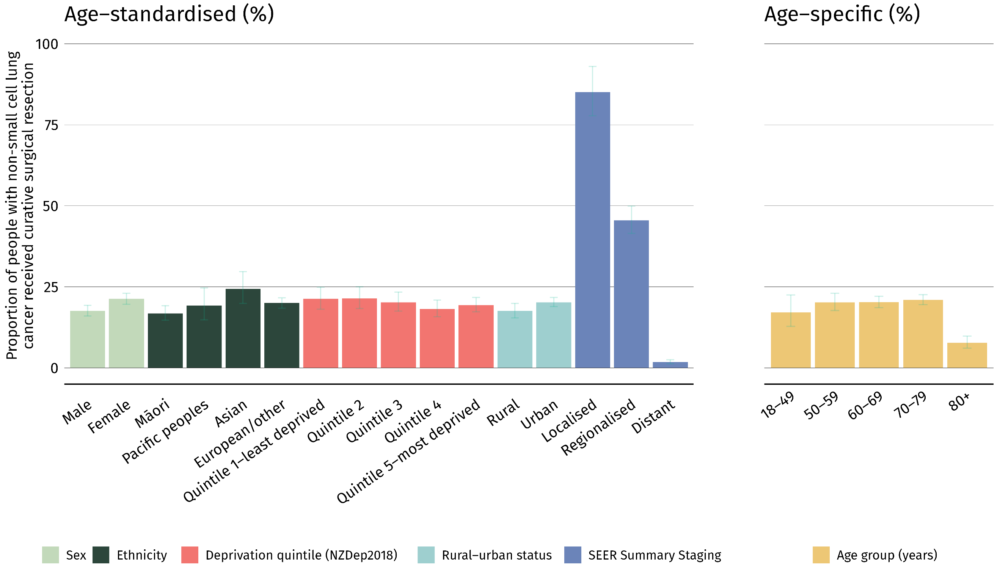 Age–standardised (%)
Age–specific (%)
Proportion of people with non-small cell lung
cancer received curative surgical resection
100
75
50
25
0
Male
Female
Māori
Pacific peoples
Asian
European/other
Quintile 1–least deprived
Quintile 2
Quintile 3
Quintile 4
Quintile 5–most deprived
Rural
Urban
Localised
Regionalised
Distant
18–49
50–59
60–69
70–79
80+
Sex
Ethnicity
Deprivation quintile (NZDep2018)
Rural–urban status
SEER Summary Staging
Age group (years)